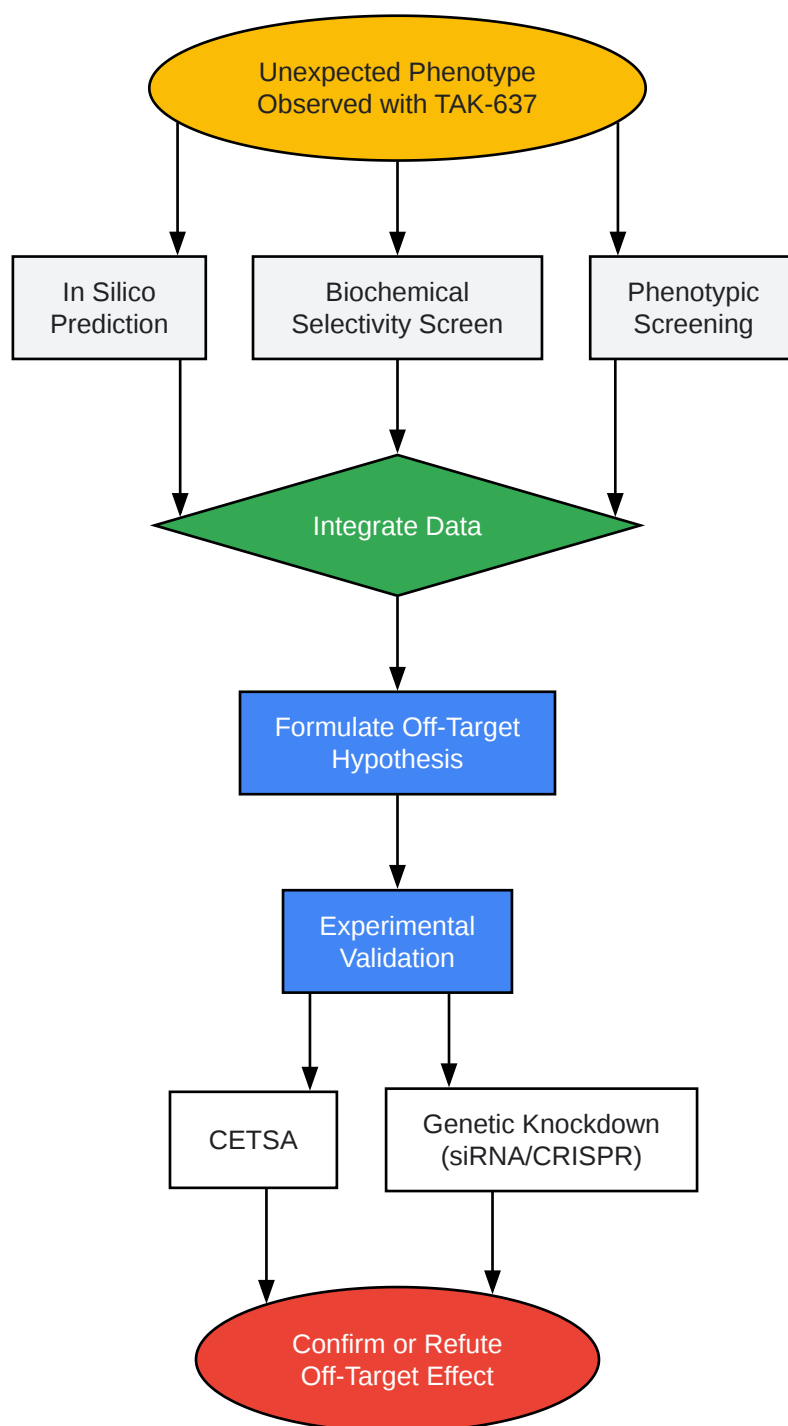 Unexpected Phenotype
Observed with TAK-637
In Silico
Prediction
Biochemical
Selectivity Screen
Phenotypic
Screening
Integrate Data
Formulate Off-Target
Hypothesis
Experimental
Validation
CETSA
Genetic Knockdown
(siRNA/CRISPR)
Confirm or Refute
Off-Target Effect